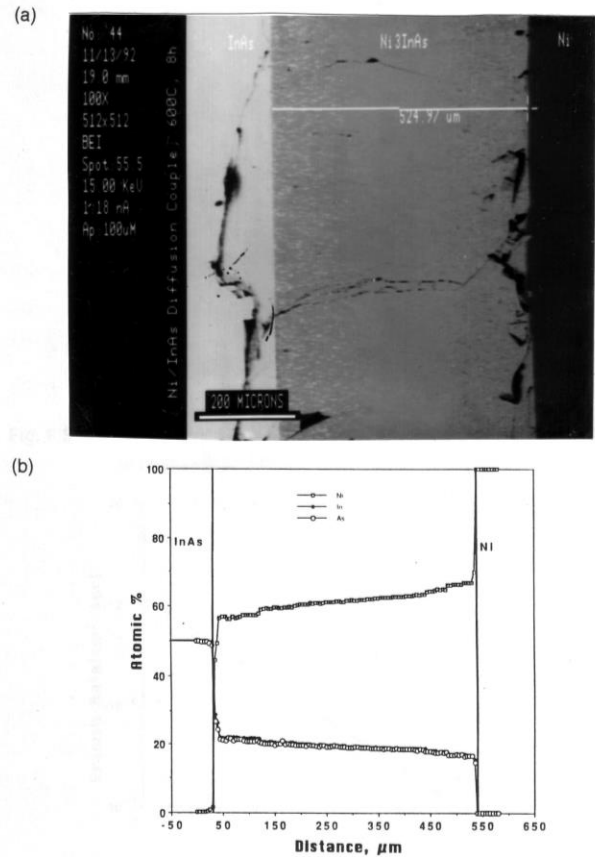 (a)
No '44
11/13/92
19.0 mm
100X
512x512
BEI
Spot 55.5
15.00 KeV
1.18 nA
Ap 100uM
Ni/InAs Diffusion Couple, 600C, 8h
InAs
Ni3InAs
Ni
524.97 um
200 MICRONS
(b)
100
80
60
40
20
0
Atomic %
InAs
Ni
In
As
NI
-50
50
150
250
350
450
550
650
Distance, µm